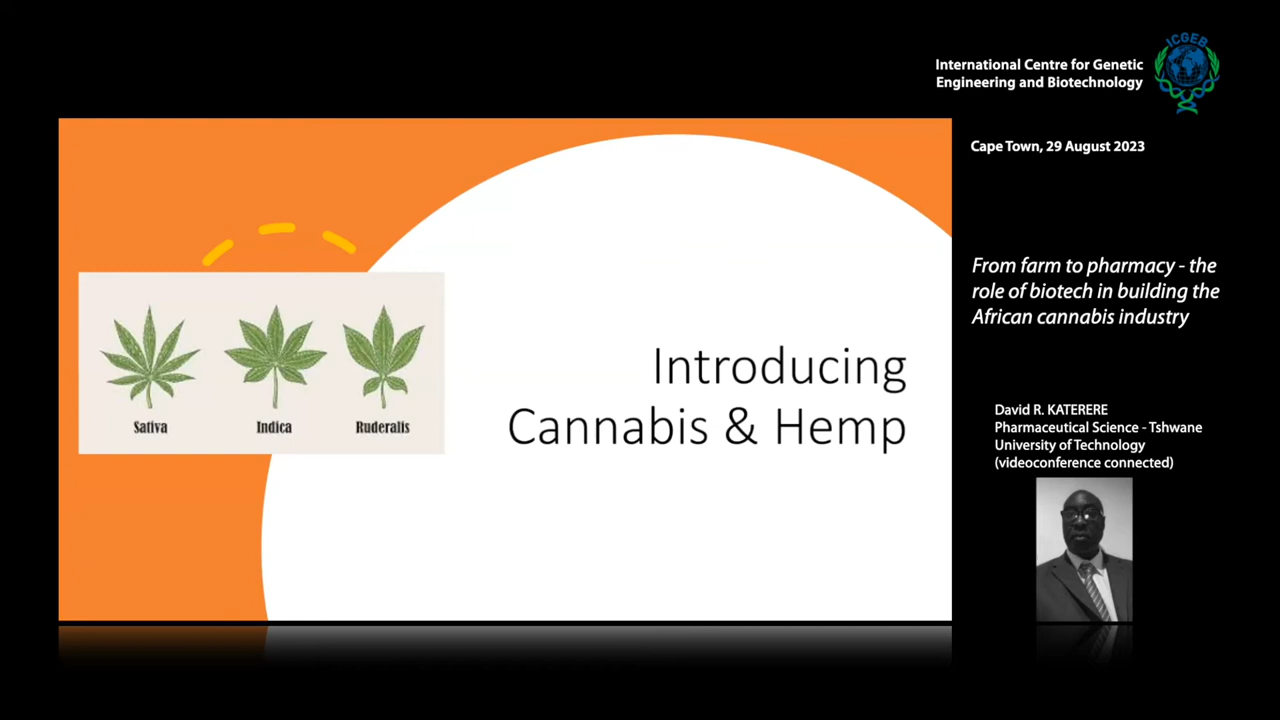 ICGEB
International Centre for Genetic
Engineering and Biotechnology
Cape Town, 29 August 2023
Sativa
Indica
Ruderalis
Introducing
Cannabis & Hemp
From farm to pharmacy - the
role of biotech in building the
African cannabis industry
David R. KATERERE
Pharmaceutical Science - Tshwane
University of Technology
(videoconference connected)